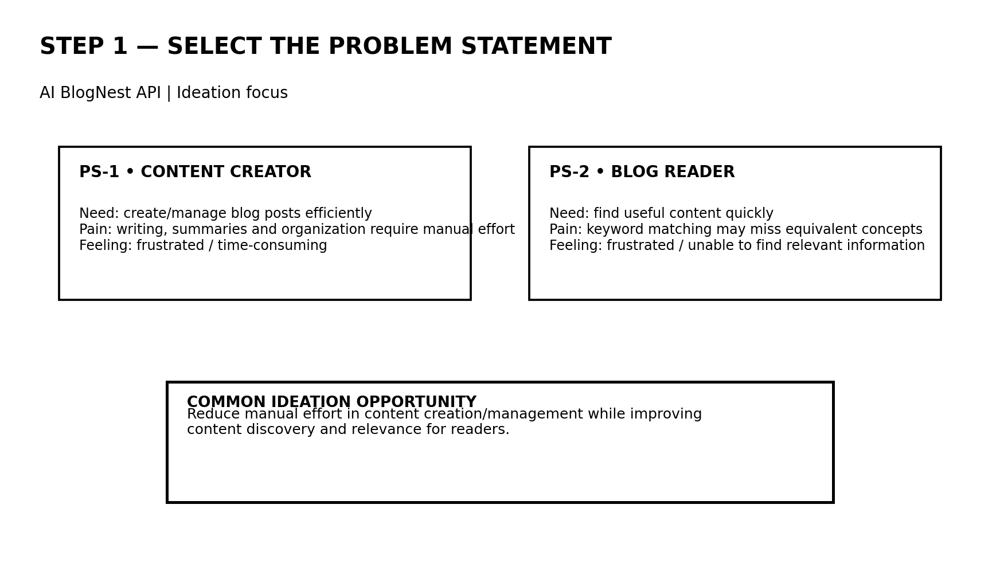 STEP 1 — SELECT THE PROBLEM STATEMENT
AI BlogNest API | Ideation focus
PS-1 • CONTENT CREATOR
Need: create/manage blog posts efficiently
Pain: writing, summaries and organization require manual effort
Feeling: frustrated / time-consuming
PS-2 • BLOG READER
Need: find useful content quickly
Pain: keyword matching may miss equivalent concepts
Feeling: frustrated / unable to find relevant information
COMMON IDEATION OPPORTUNITY
Reduce manual effort in content creation/management while improving
content discovery and relevance for readers.